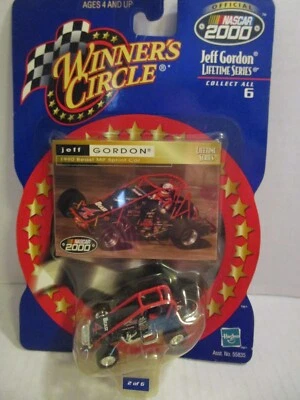 AGES 4 AND UP
OFFICIAL
NASCAR
2000
WINNER'S
CIRCLE®
Jeff Gordon®
LIFETIME SERIES
COLLECT ALL
6
jeff GORDON®
LIFETIME
SERIES
NASCAR
2000
2 of 6
Hasbro